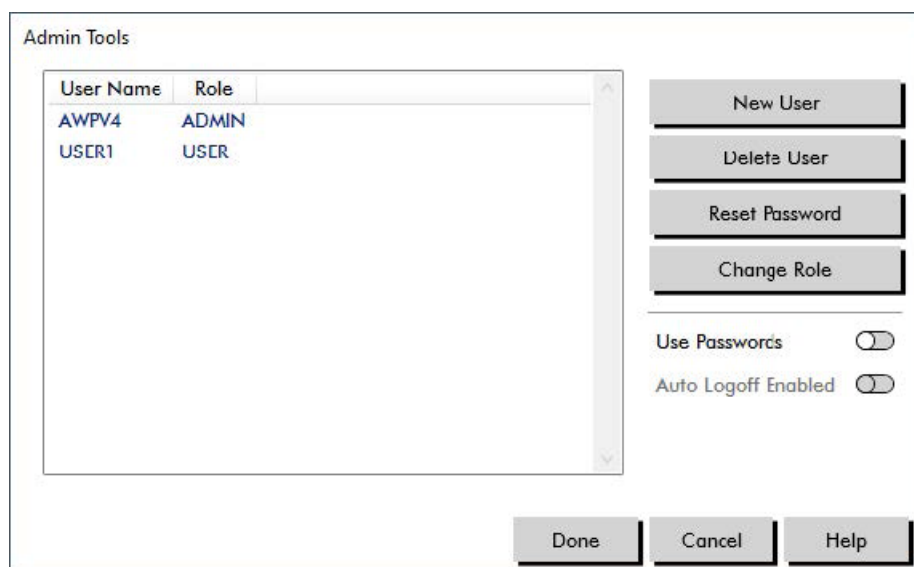 Admin Tools
User Name Role
AWPV4 ADMIN
USER1 USER
New User
Delete User
Reset Password
Change Role
Use Passwords
Auto Logoff Enabled
Done Cancel Help